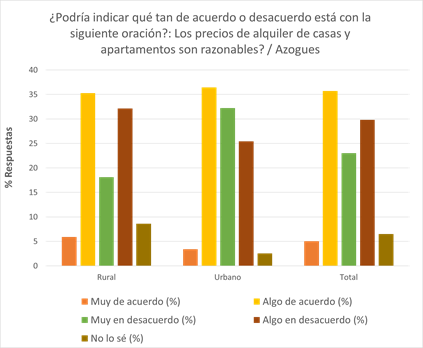 ¿Podría indicar qué tan de acuerdo o desacuerdo está con la
siguiente oración?: Los precios de alquiler de casas y
apartamentos son razonables? / Azogues
% Respuestas
40
35
30
25
20
15
10
5
0
Rural Urbano Total
Muy de acuerdo (%) Algo de acuerdo (%)
Muy en desacuerdo (%) Algo en desacuerdo (%)
No lo sé (%)